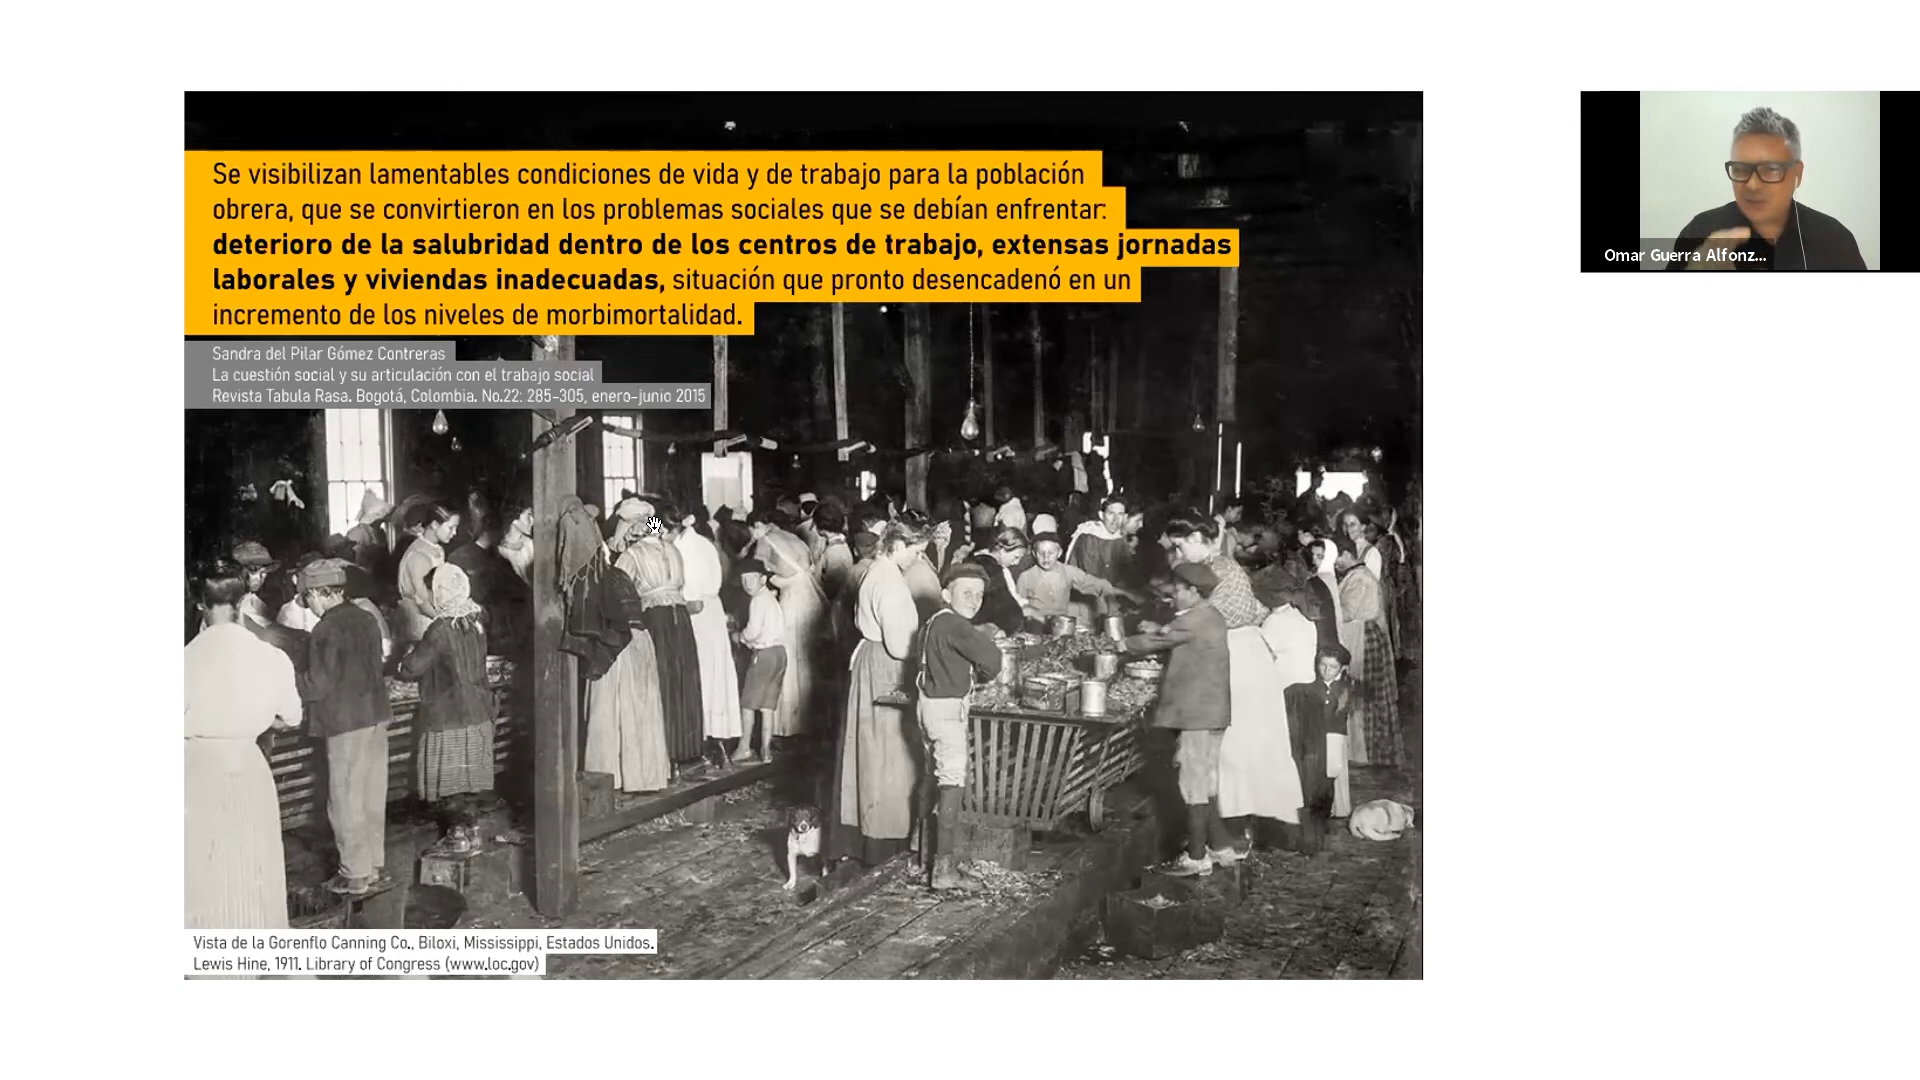 Se visibilizan lamentables condiciones de vida y de trabajo para la población
obrera, que se convirtieron en los problemas sociales que se debían enfrentar:
deterioro de la salubridad dentro de los centros de trabajo, extensas jornadas
laborales y viviendas inadecuadas, situación que pronto desencadenó en un
incremento de los niveles de morbimortalidad.
Sandra del Pilar Gómez Contreras
La cuestión social y su articulación con el trabajo social
Revista Tabula Rasa. Bogotá, Colombia. No.22: 285-305, enero-junio 2015
Omar Guerra Alfonz...
Vista de la Gorenflo Canning Co., Biloxi, Mississippi, Estados Unidos.
Lewis Hine, 1911. Library of Congress (www.loc.gov)